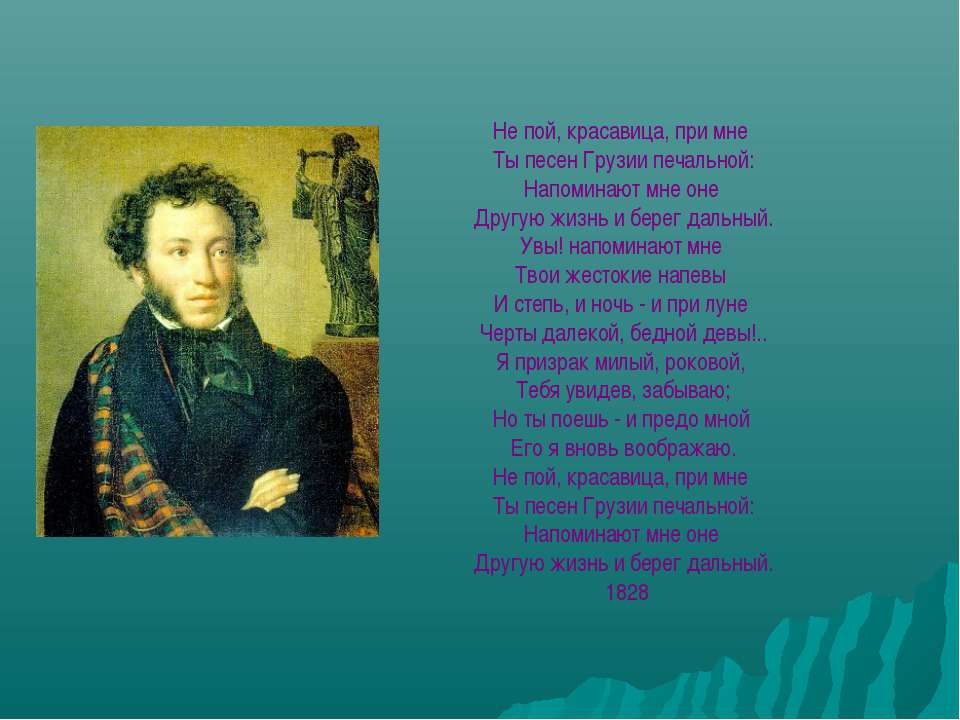 Не пой, красавица, при мне
Ты песен Грузии печальной:
Напоминают мне оне
Другую жизнь и берег дальный.
Увы! напоминают мне
Твои жестокие напевы
И степь, и ночь - и при луне
Черты далекой, бедной девы!..
Я призрак милый, роковой,
Тебя увидев, забываю;
Но ты поешь - и предо мной
Его я вновь воображаю.
Не пой, красавица, при мне
Ты песен Грузии печальной:
Напоминают мне оне
Другую жизнь и берег дальный.
1828